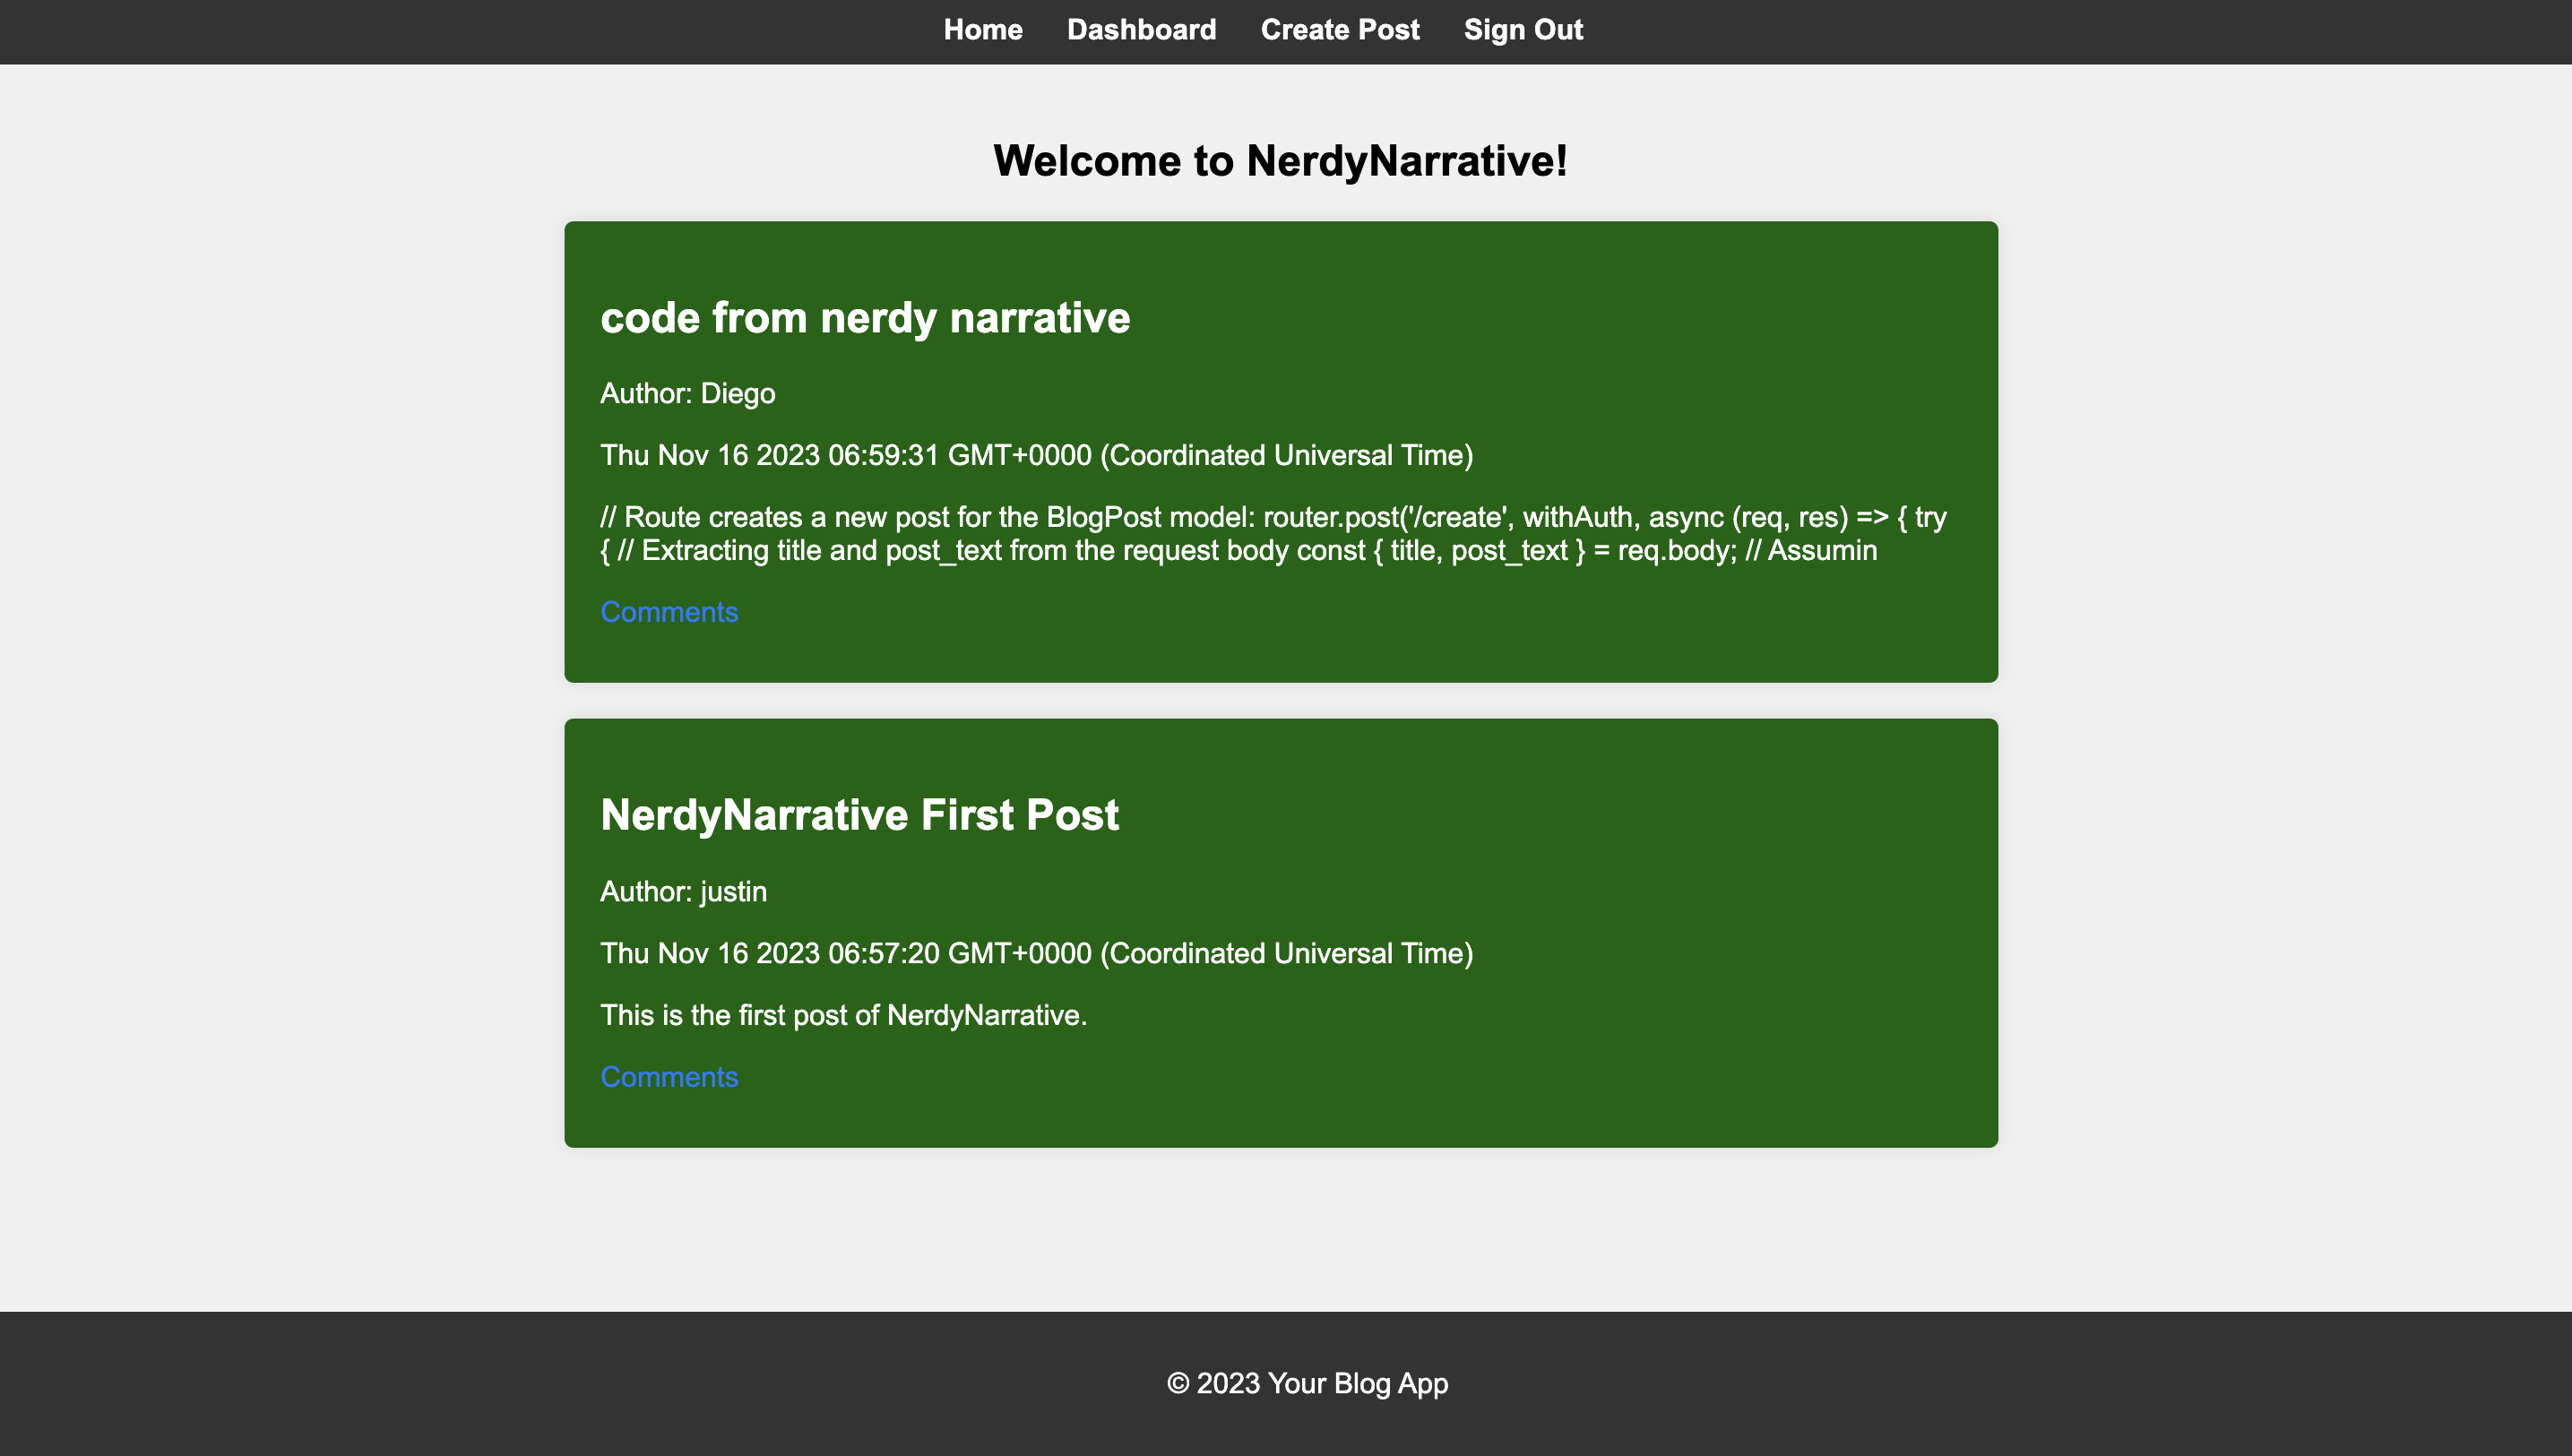 Home Dashboard Create Post Sign Out
Welcome to NerdyNarrative!
code from nerdy narrative
Author: Diego
Thu Nov 16 2023 06:59:31 GMT+0000 (Coordinated Universal Time)
// Route creates a new post for the BlogPost model: router.post('/create', withAuth, async (req, res) => { try
{ // Extracting title and post_text from the request body const { title, post_text } = req.body; // Assumin
Comments
NerdyNarrative First Post
Author: justin
Thu Nov 16 2023 06:57:20 GMT+0000 (Coordinated Universal Time)
This is the first post of NerdyNarrative.
Comments
© 2023 Your Blog App